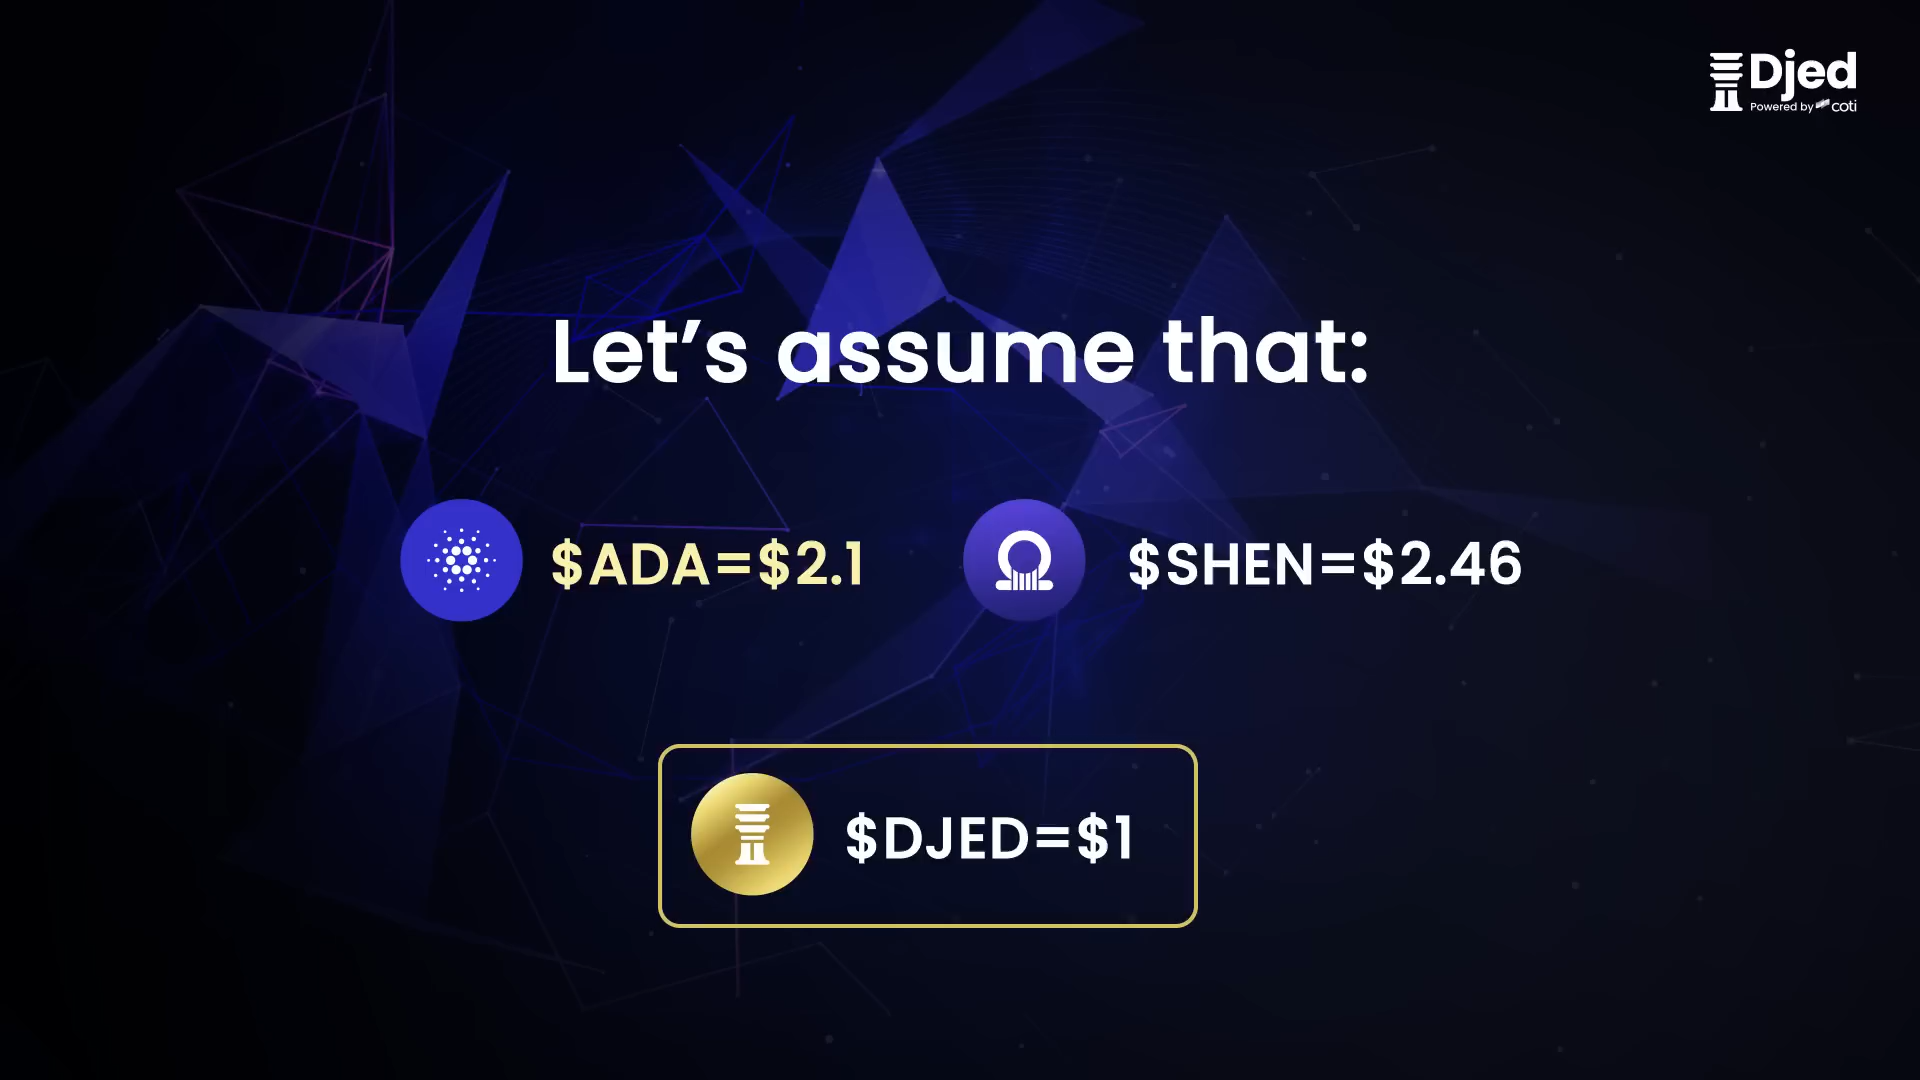 Djed
Powered by coti
Let’s assume that:
$ADA=$2.1
$SHEN=$2.46
$DJED=$1